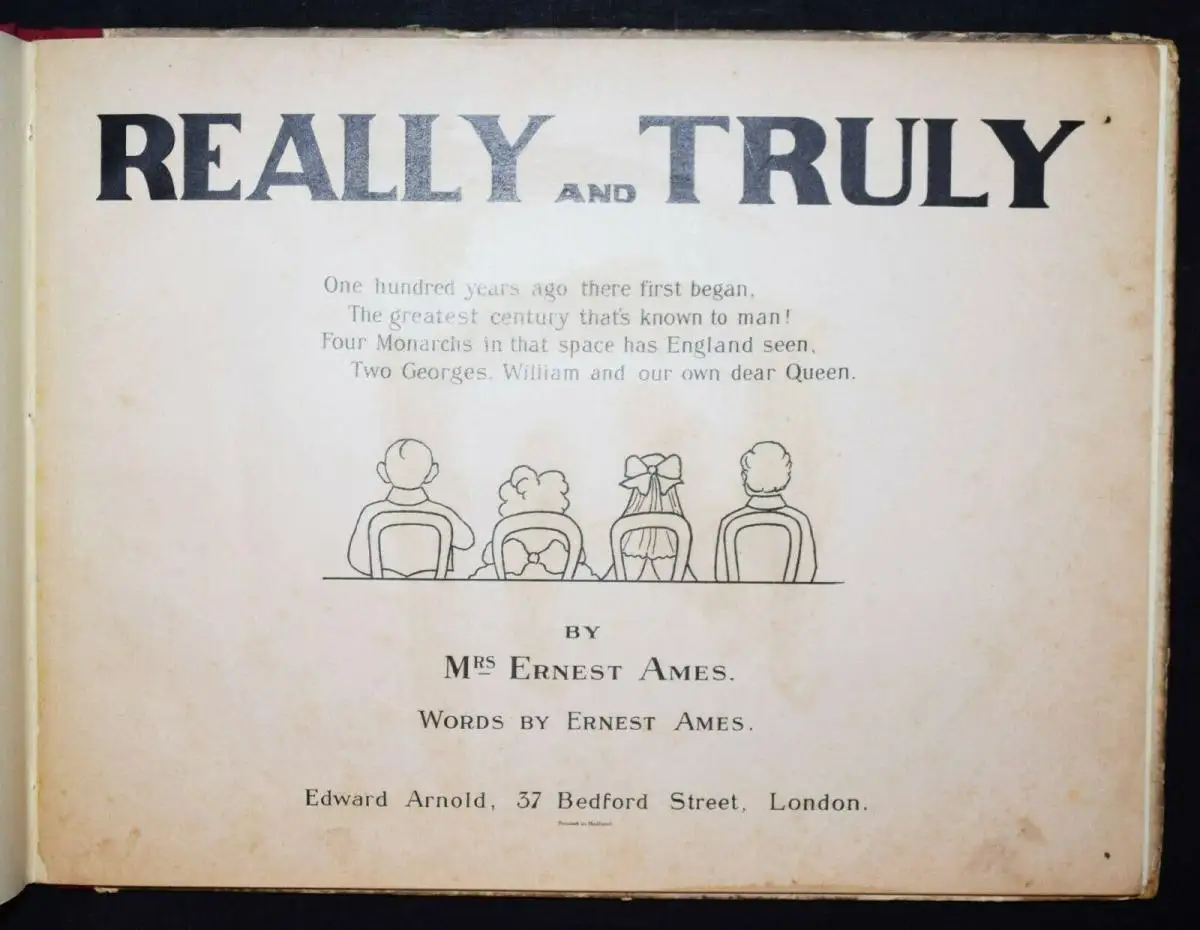 REALLY AND TRULY
One hundred years ago there first began,
The greatest century that's known to man!
Four Monarchs in that space has England seen,
Two Georges, William and our own dear Queen.
BY
MRS ERNEST AMES.
WORDS BY ERNEST AMES.
Edward Arnold, 37 Bedford Street, London.
Printed in